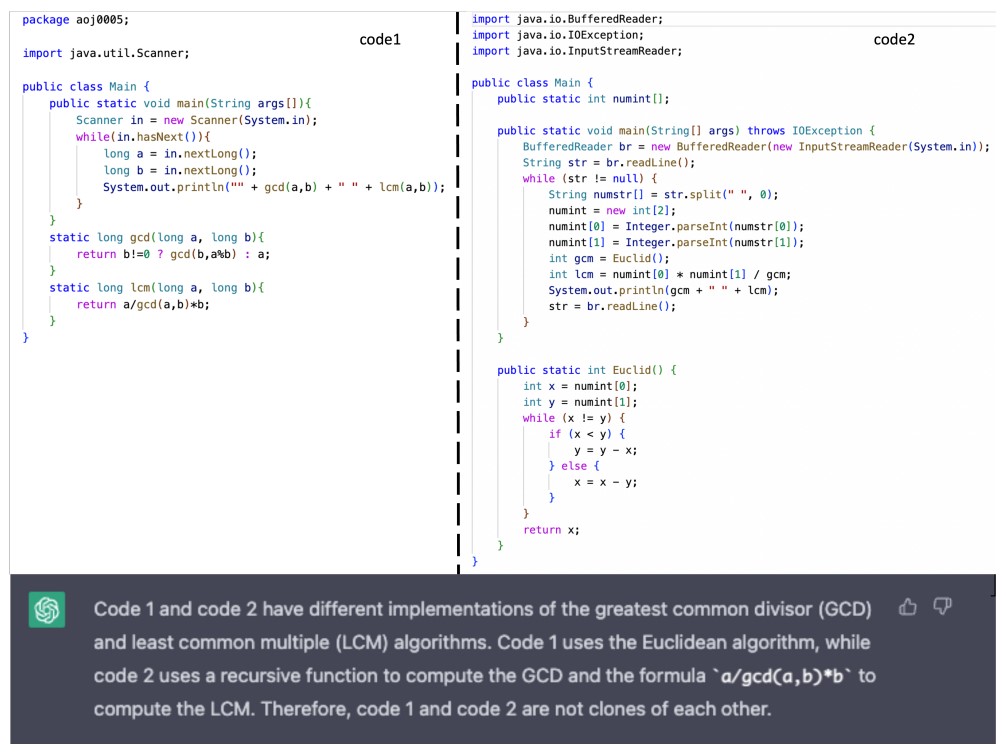 package aoj0005;
code1
import java.util.Scanner;
public class Main {
public static void main(String args[]){
Scanner in = new Scanner(System.in);
while(in.hasNext()){
long a = in.nextLong();
long b = in.nextLong();
System.out.println("" + gcd(a,b) + " " + lcm(a,b));
}
}
static long gcd(long a, long b){
return b!=0 ? gcd(b,a%b) : a;
}
static long lcm(long a, long b){
return a/gcd(a,b)*b;
}
}
import java.io.BufferedReader;
import java.io.IOException;
code2
import java.io.InputStreamReader;
public class Main {
public static int numint[];
public static void main(String[] args) throws IOException {
BufferedReader br = new BufferedReader(new InputStreamReader(System.in));
String str = br.readLine();
while (str != null) {
String numstr[] = str.split(" ", 0);
numint = new int[2];
numint[0] = Integer.parseInt(numstr[0]);
numint[1] = Integer.parseInt(numstr[1]);
int gcm = Euclid();
int lcm = numint[0] * numint[1] / gcm;
System.out.println(gcm + " " + lcm);
str = br.readLine();
}
}
public static int Euclid() {
int x = numint[0];
int y = numint[1];
while (x != y) {
if (x < y) {
y = y - x;
} else {
x = x - y;
}
}
return x;
}
}
Code 1 and code 2 have different implementations of the greatest common divisor (GCD)
and least common multiple (LCM) algorithms. Code 1 uses the Euclidean algorithm, while
code 2 uses a recursive function to compute the GCD and the formula `a/gcd(a,b)*b` to
compute the LCM. Therefore, code 1 and code 2 are not clones of each other.